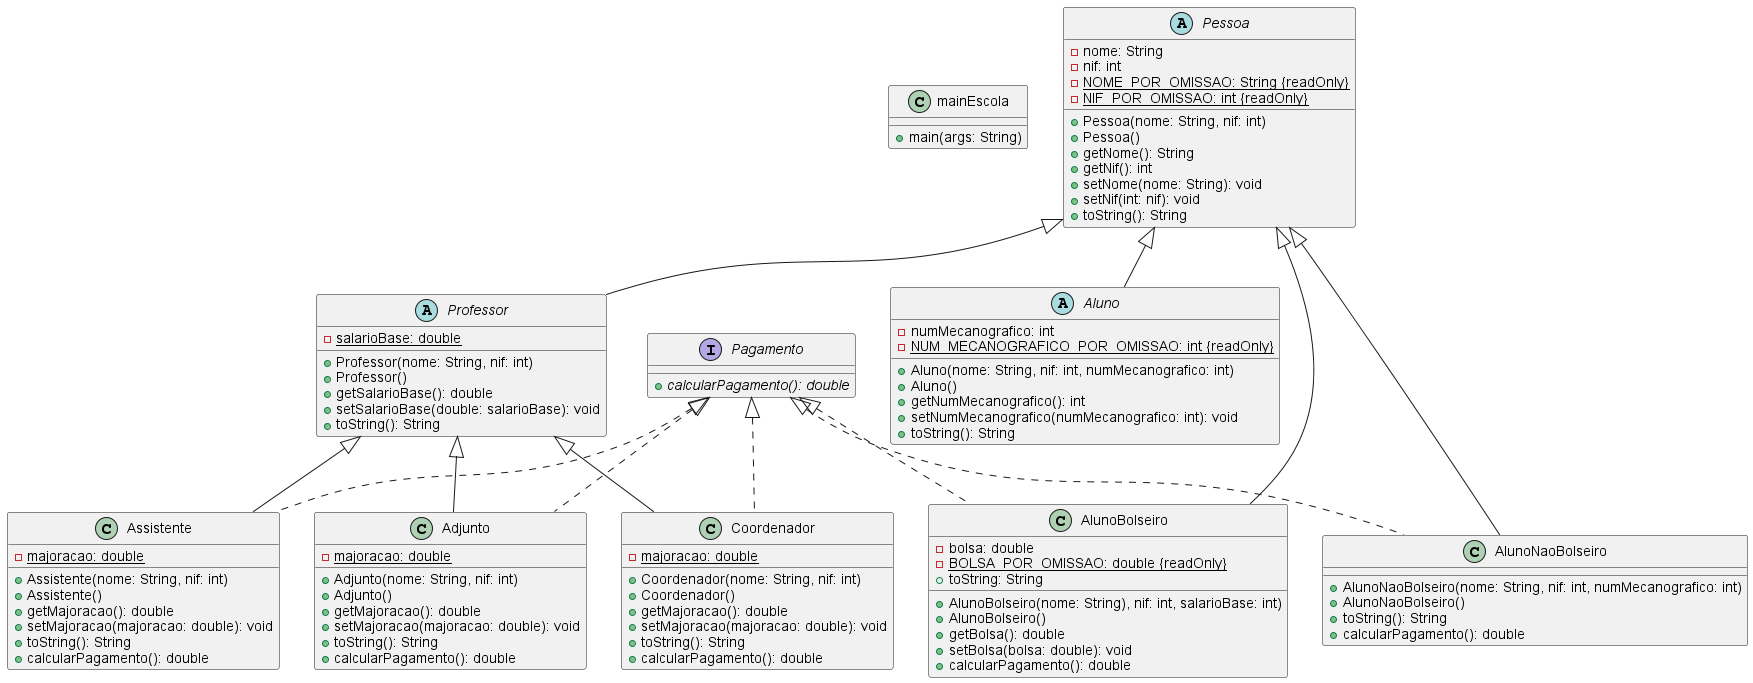 Pessoa
nome: String
nif: int
NOME_POR_OMISSAO: String {readOnly}
NIF_POR_OMISSAO: int {readOnly}
Pessoa(nome: String, nif: int)
Pessoa()
getNome(): String
getNif(): int
setNome(nome: String): void
setNif(int: nif): void
toString(): String
mainEscola
main(args: String)
Professor
salarioBase: double
Professor(nome: String, nif: int)
Professor()
getSalarioBase(): double
setSalarioBase(double: salarioBase): void
toString(): String
Pagamento
calcularPagamento(): double
Aluno
numMecanografico: int
NUM_MECANOGRAFICO_POR_OMISSAO: int {readOnly}
Aluno(nome: String, nif: int, numMecanografico: int)
Aluno()
getNumMecanografico(): int
setNumMecanografico(numMecanografico: int): void
toString(): String
Assistente
majoracao: double
Assistente(nome: String, nif: int)
Assistente()
getMajoracao(): double
setMajoracao(majoracao: double): void
toString(): String
calcularPagamento(): double
Adjunto
majoracao: double
Adjunto(nome: String, nif: int)
Adjunto()
getMajoracao(): double
setMajoracao(majoracao: double): void
toString(): String
calcularPagamento(): double
Coordenador
majoracao: double
Coordenador(nome: String, nif: int)
Coordenador()
getMajoracao(): double
setMajoracao(majoracao: double): void
toString(): String
calcularPagamento(): double
AlunoBolseiro
bolsa: double
BOLSA_POR_OMISSAO: double {readOnly}
toString: String
AlunoBolseiro(nome: String), nif: int, salarioBase: int)
AlunoBolseiro()
getBolsa(): double
setBolsa(bolsa: double): void
calcularPagamento(): double
AlunoNaoBolseiro
AlunoNaoBolseiro(nome: String, nif: int, numMecanografico: int)
AlunoNaoBolseiro()
toString(): String
calcularPagamento(): double